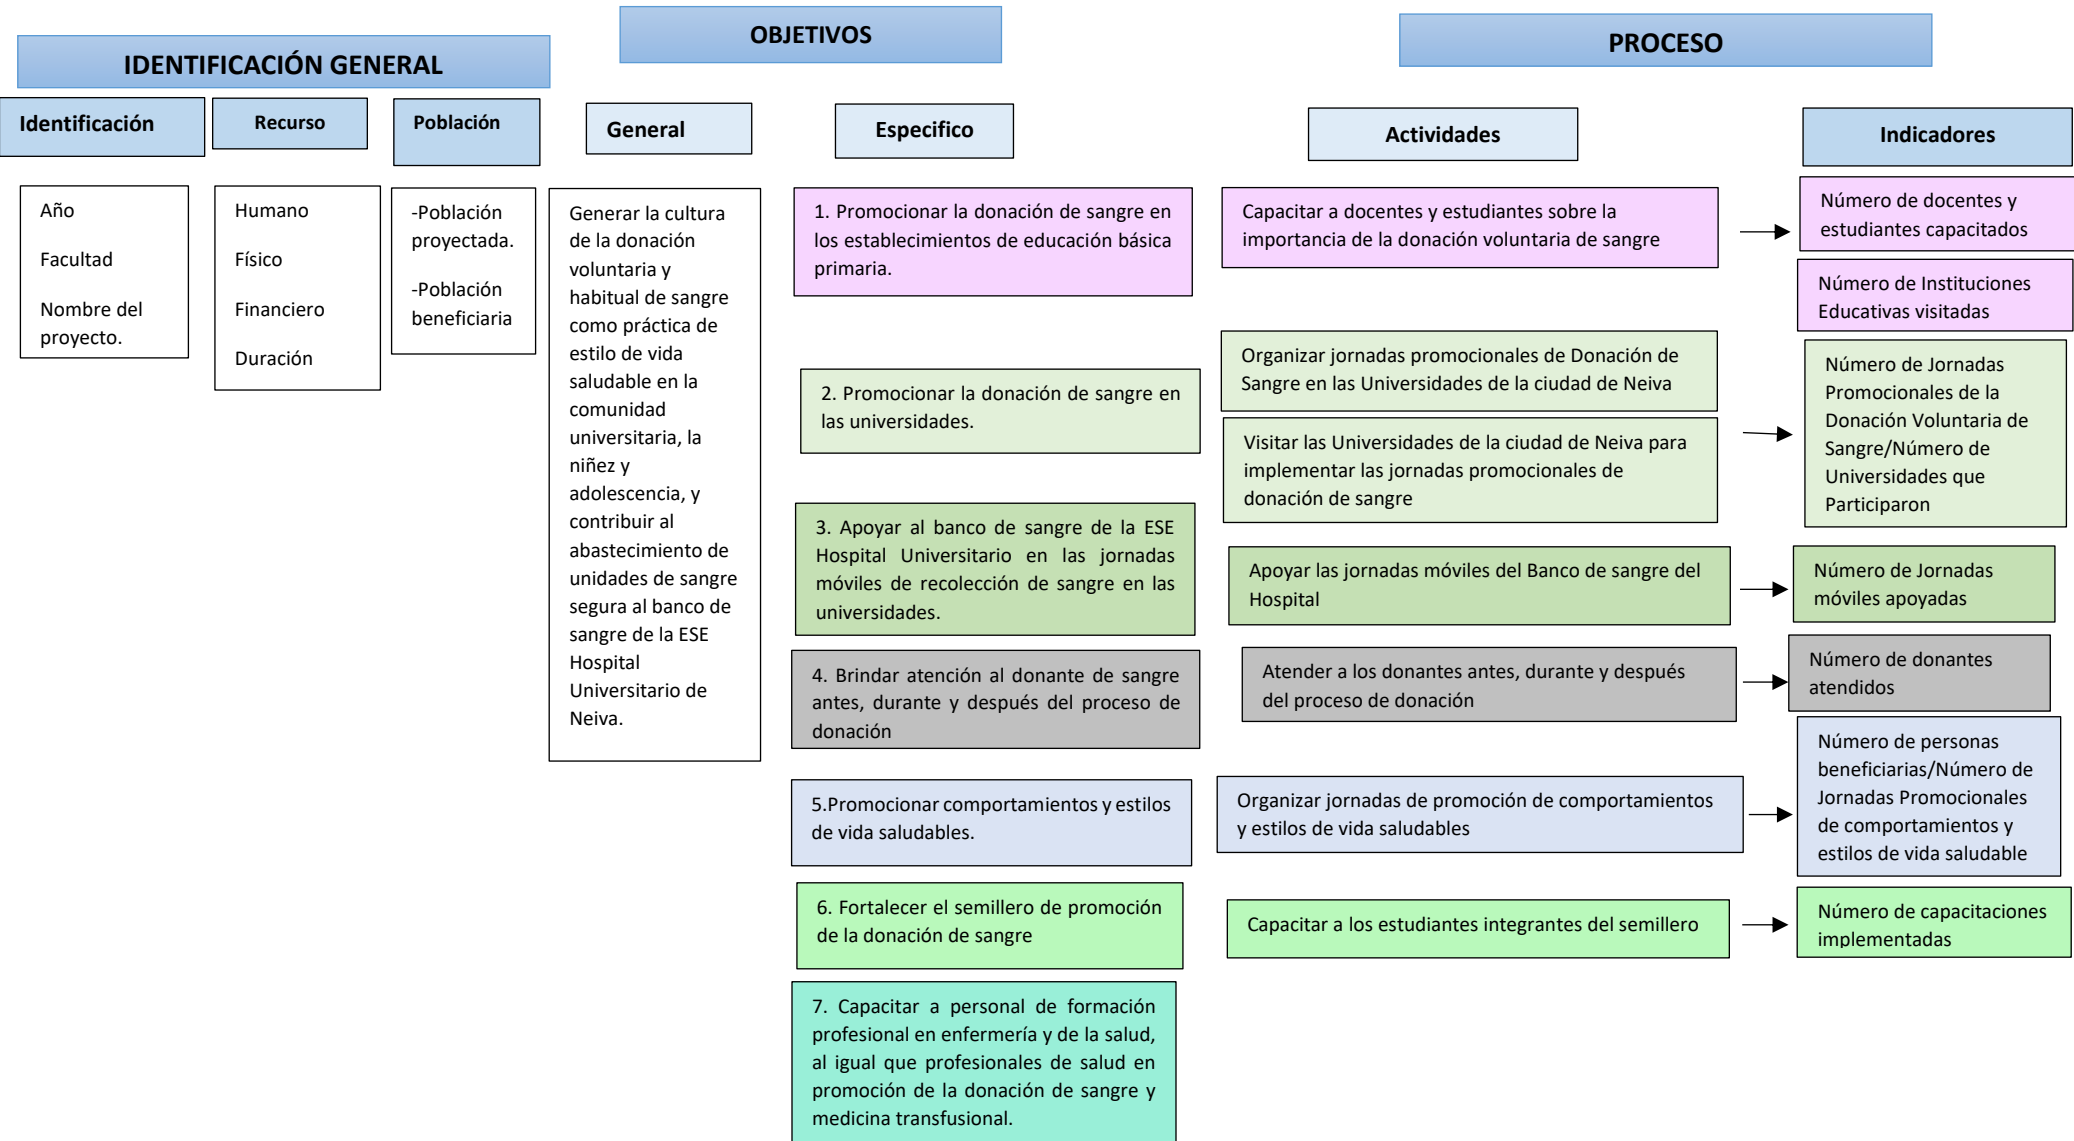 IDENTIFICACIÓN GENERAL
OBJETIVOS
PROCESO
Identificación
Recurso
Población
General
Especifico
Actividades
Indicadores
Año
Facultad
Nombre del
proyecto.
Humano
Físico
Financiero
Duración
-Población
proyectada.
-Población
beneficiaria
Generar la cultura
de la donación
voluntaria y
habitual de sangre
como práctica de
estilo de vida
saludable en la
comunidad
universitaria, la
niñez y
adolescencia, y
contribuir al
abastecimiento de
unidades de sangre
segura al banco de
sangre de la ESE
Hospital
Universitario de
Neiva.
1. Promocionar la donación de sangre en
los establecimientos de educación básica
primaria.
Capacitar a docentes y estudiantes sobre la
importancia de la donación voluntaria de sangre
Número de docentes y
estudiantes capacitados
Número de Instituciones
Educativas visitadas
2. Promocionar la donación de sangre en
las universidades.
Organizar jornadas promocionales de Donación de
Sangre en las Universidades de la ciudad de Neiva
Visitar las Universidades de la ciudad de Neiva para
implementar las jornadas promocionales de
donación de sangre
Número de Jornadas
Promocionales de la
Donación Voluntaria de
Sangre/Número de
Universidades que
Participaron
3. Apoyar al banco de sangre de la ESE
Hospital Universitario en las jornadas
móviles de recolección de sangre en las
universidades.
Apoyar las jornadas móviles del Banco de sangre del
Hospital
Número de Jornadas
móviles apoyadas
4. Brindar atención al donante de sangre
antes, durante y después del proceso de
donación
Atender a los donantes antes, durante y después
del proceso de donación
Número de donantes
atendidos
5.Promocionar comportamientos y estilos
de vida saludables.
Organizar jornadas de promoción de comportamientos
y estilos de vida saludables
Número de personas
beneficiarias/Número de
Jornadas Promocionales
de comportamientos y
estilos de vida saludable
6. Fortalecer el semillero de promoción
de la donación de sangre
Capacitar a los estudiantes integrantes del semillero
Número de capacitaciones
implementadas
7. Capacitar a personal de formación
profesional en enfermería y de la salud,
al igual que profesionales de salud en
promoción de la donación de sangre y
medicina transfusional.